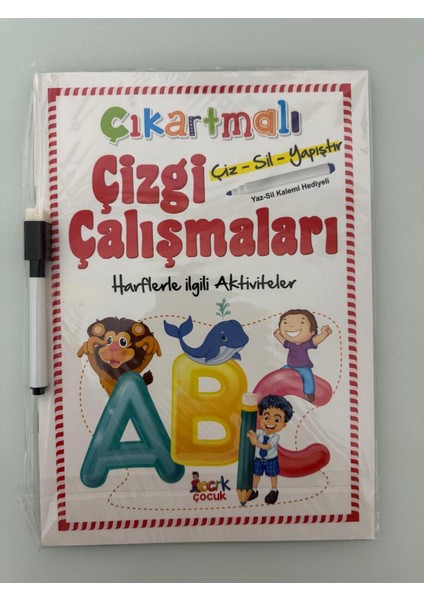 Çıkartmalı
Çizgi
Çiz - Sil - Yapıştır
Yaz-Sil Kalemi Hediyeli
Çalışmaları
Harflerle ilgili Aktiviteler
ABC
çocuk